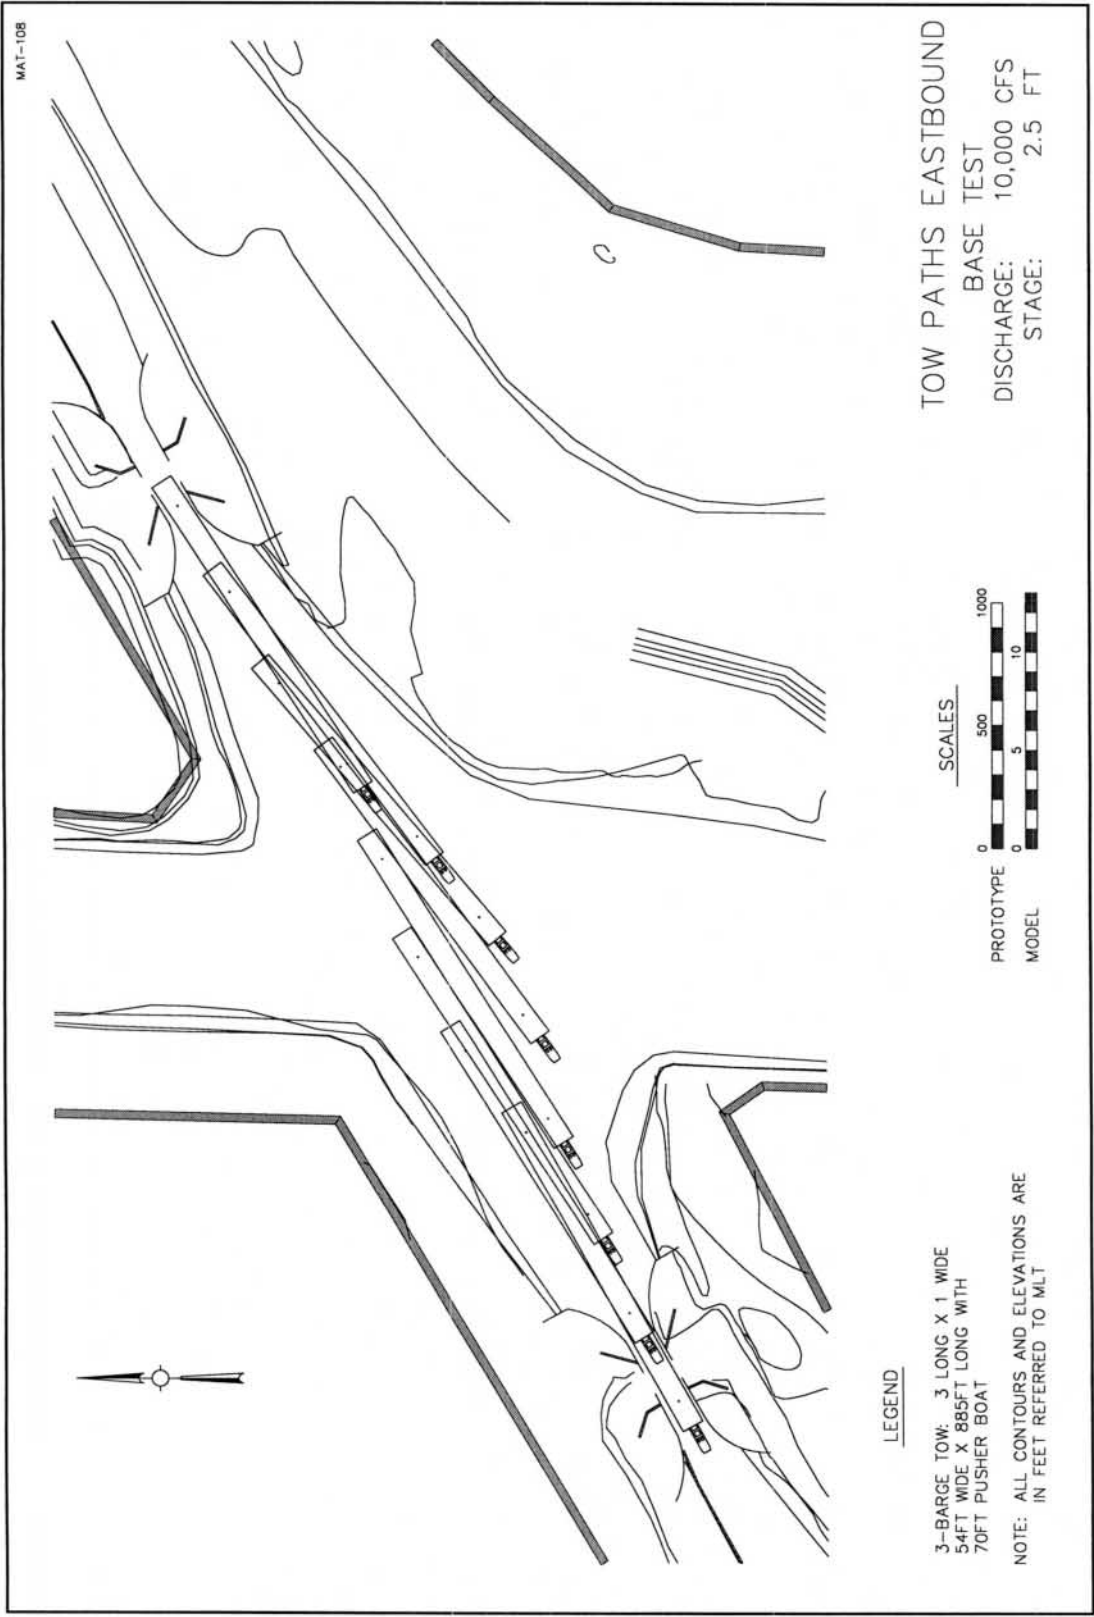 MAT-108
TOW PATHS EASTBOUND
BASE TEST
DISCHARGE: 10,000 CFS
STAGE: 2.5 FT
SCALES
PROTOTYPE 0 500 1000
MODEL 0 5 10
LEGEND
3-BARGE TOW: 3 LONG X 1 WIDE
54FT WIDE X 885FT LONG WITH
70FT PUSHER BOAT
NOTE: ALL CONTOURS AND ELEVATIONS ARE
IN FEET REFERRED TO MLT